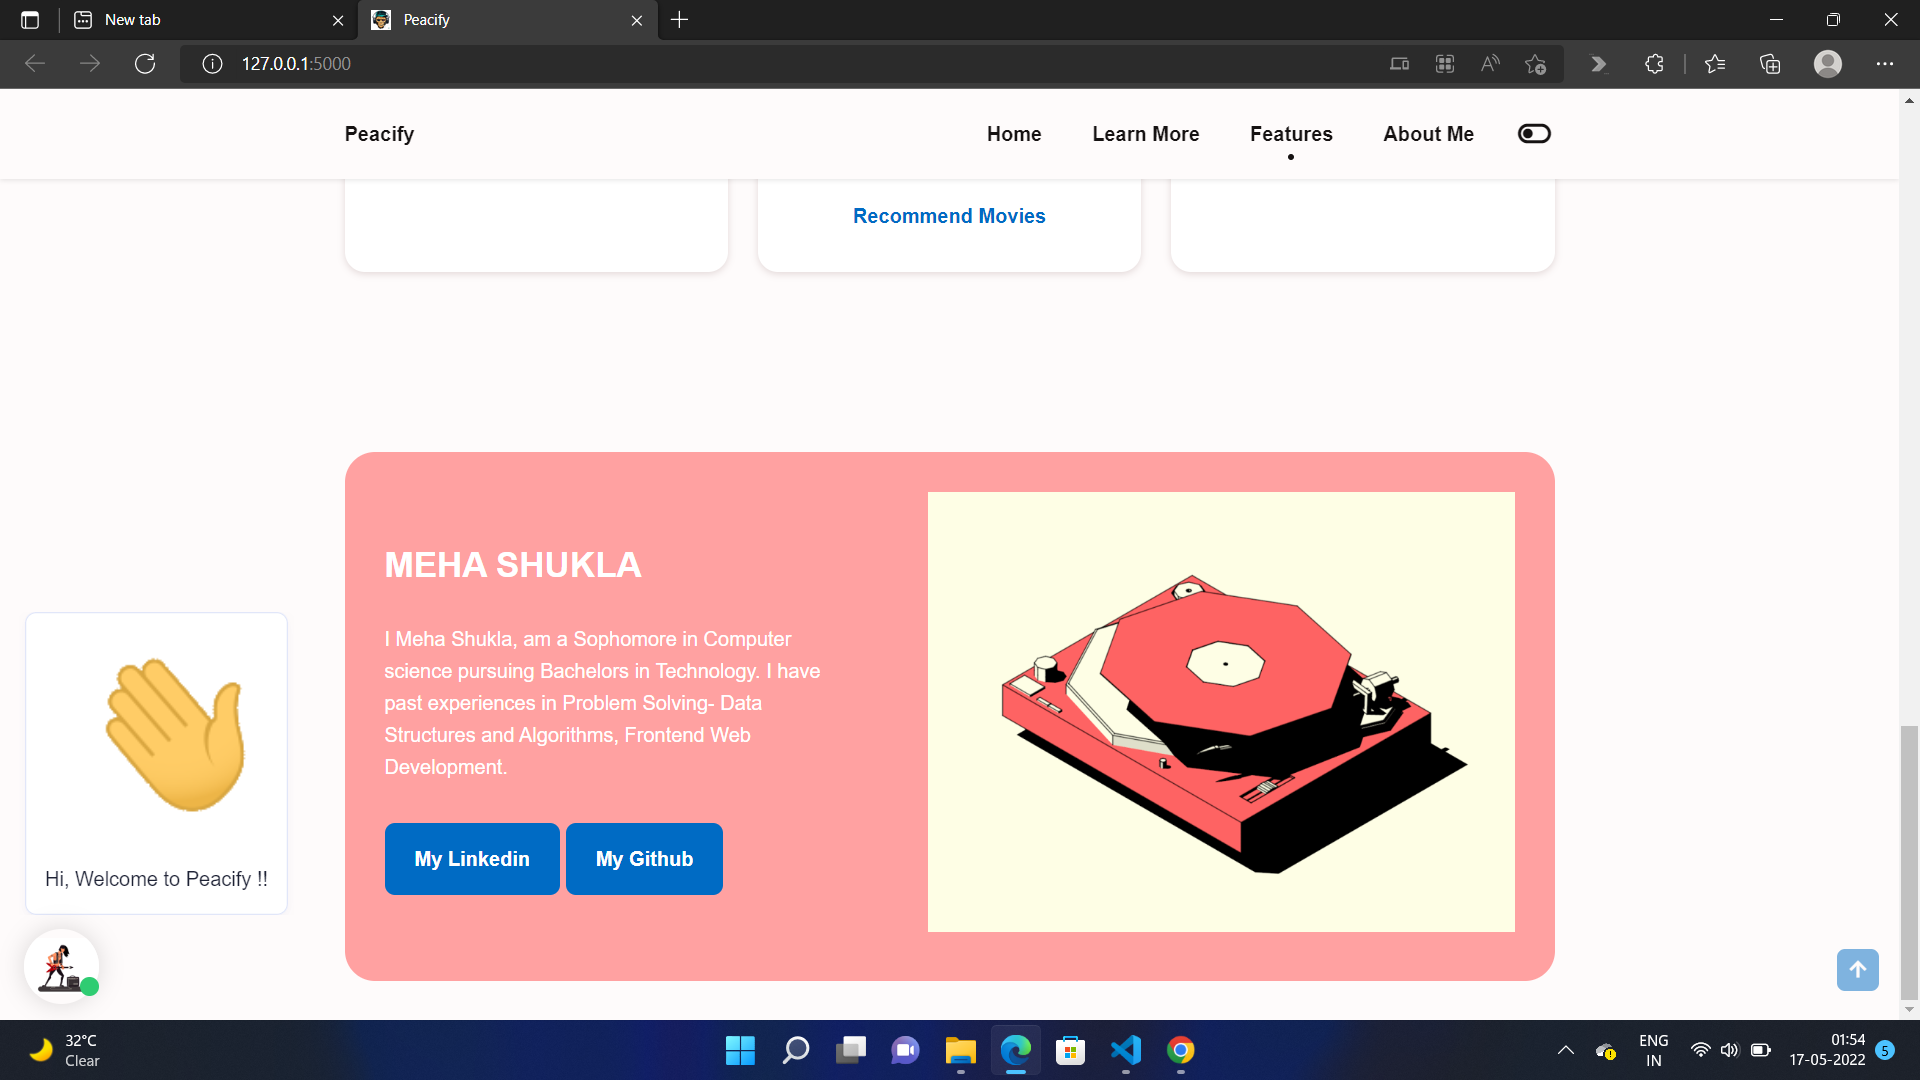 New tab
Peacify
127.0.0.1:5000
Peacify
Home
Learn More
Features
About Me
Recommend Movies
MEHA SHUKLA
I Meha Shukla, am a Sophomore in Computer
science pursuing Bachelors in Technology. I have
past experiences in Problem Solving- Data
Structures and Algorithms, Frontend Web
Development.
My Linkedin
My Github
Hi, Welcome to Peacify !!
32°C
Clear
ENG
IN
01:54
17-05-2022
5